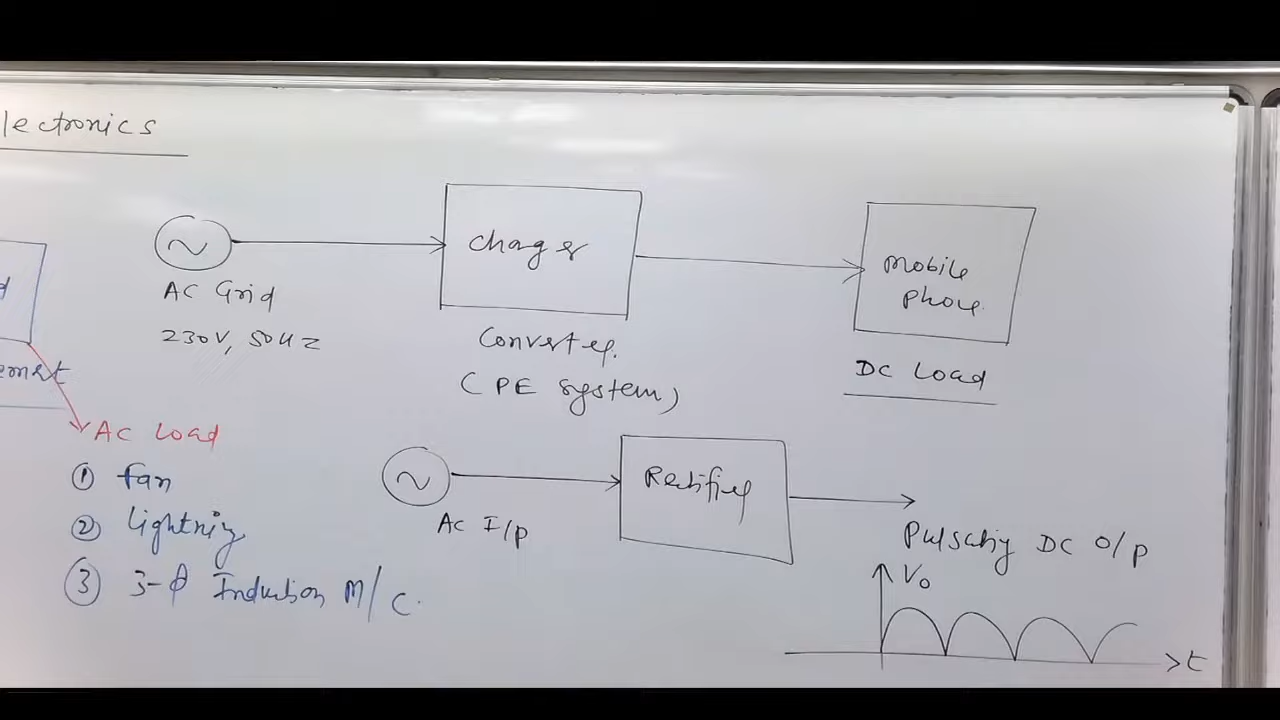 lectronics
AC Grid
230V, 50HZ
Charger
Converter.
(PE System)
Mobile
Phone.
DC Load
AC Load
① fan
② Lightning
③ 3-φ Induction M/C.
AC I/P
Rectifier
Pulsating DC O/P
Vo
t